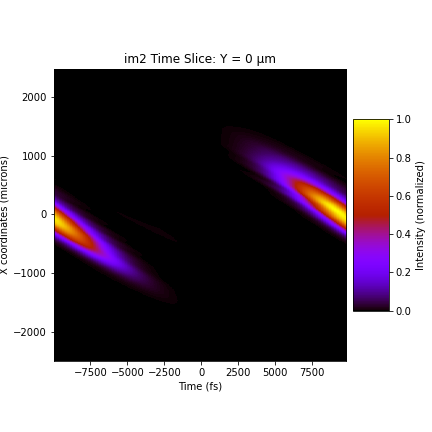 im2 Time Slice: Y = 0 μm
2000
1000
0
−1000
−2000
X coordinates (microns)
−7500 −5000 −2500 0 2500 5000 7500
Time (fs)
1.0
0.8
0.6
0.4
0.2
0.0
Intensity (normalized)